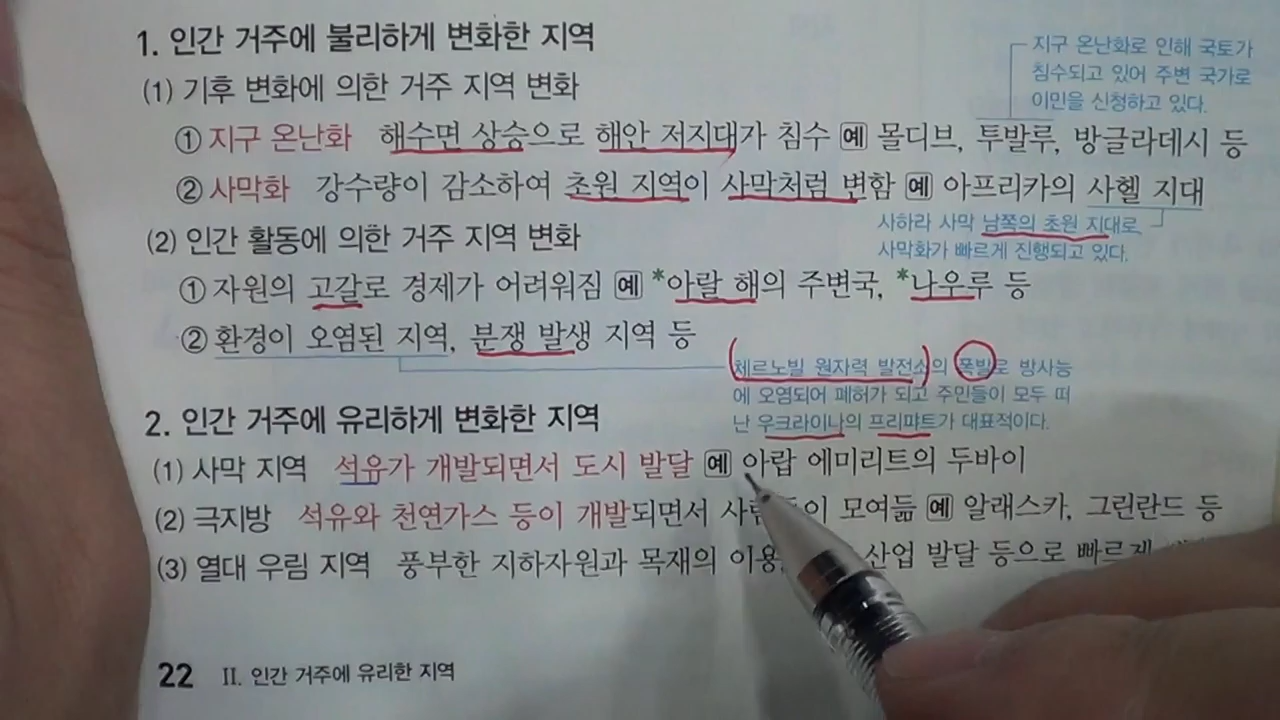 1. 인간 거주에 불리하게 변화한 지역
(1) 기후 변화에 의한 거주 지역 변화
지구 온난화로 인해 국토가
침수되고 있어 주변 국가로
이민을 신청하고 있다.
① 지구 온난화 해수면 상승으로 해안 저지대가 침수 예 몰디브, 투발루, 방글라데시 등
② 사막화 강수량이 감소하여 초원 지역이 사막처럼 변함 예 아프리카의 사헬 지대
사하라 사막 남쪽의 초원 지대로,
사막화가 빠르게 진행되고 있다.
(2) 인간 활동에 의한 거주 지역 변화
① 자원의 고갈로 경제가 어려워짐 예 *아랄 해의 주변국, *나우루 등
② 환경이 오염된 지역, 분쟁 발생 지역 등
체르노빌 원자력 발전소의 폭발로 방사능
에 오염되어 폐허가 되고 주민들이 모두 떠
난 우크라이나의 프리퍄트가 대표적이다.
2. 인간 거주에 유리하게 변화한 지역
(1) 사막 지역 석유가 개발되면서 도시 발달 예 아랍 에미리트의 두바이
(2) 극지방 석유와 천연가스 등이 개발되면서 모여듦 예 알래스카, 그린란드 등
(3) 열대 우림 지역 풍부한 지하자원과 목재의 산업 발달 등으로 빠르게
22 II. 인간 거주에 유리한 지역